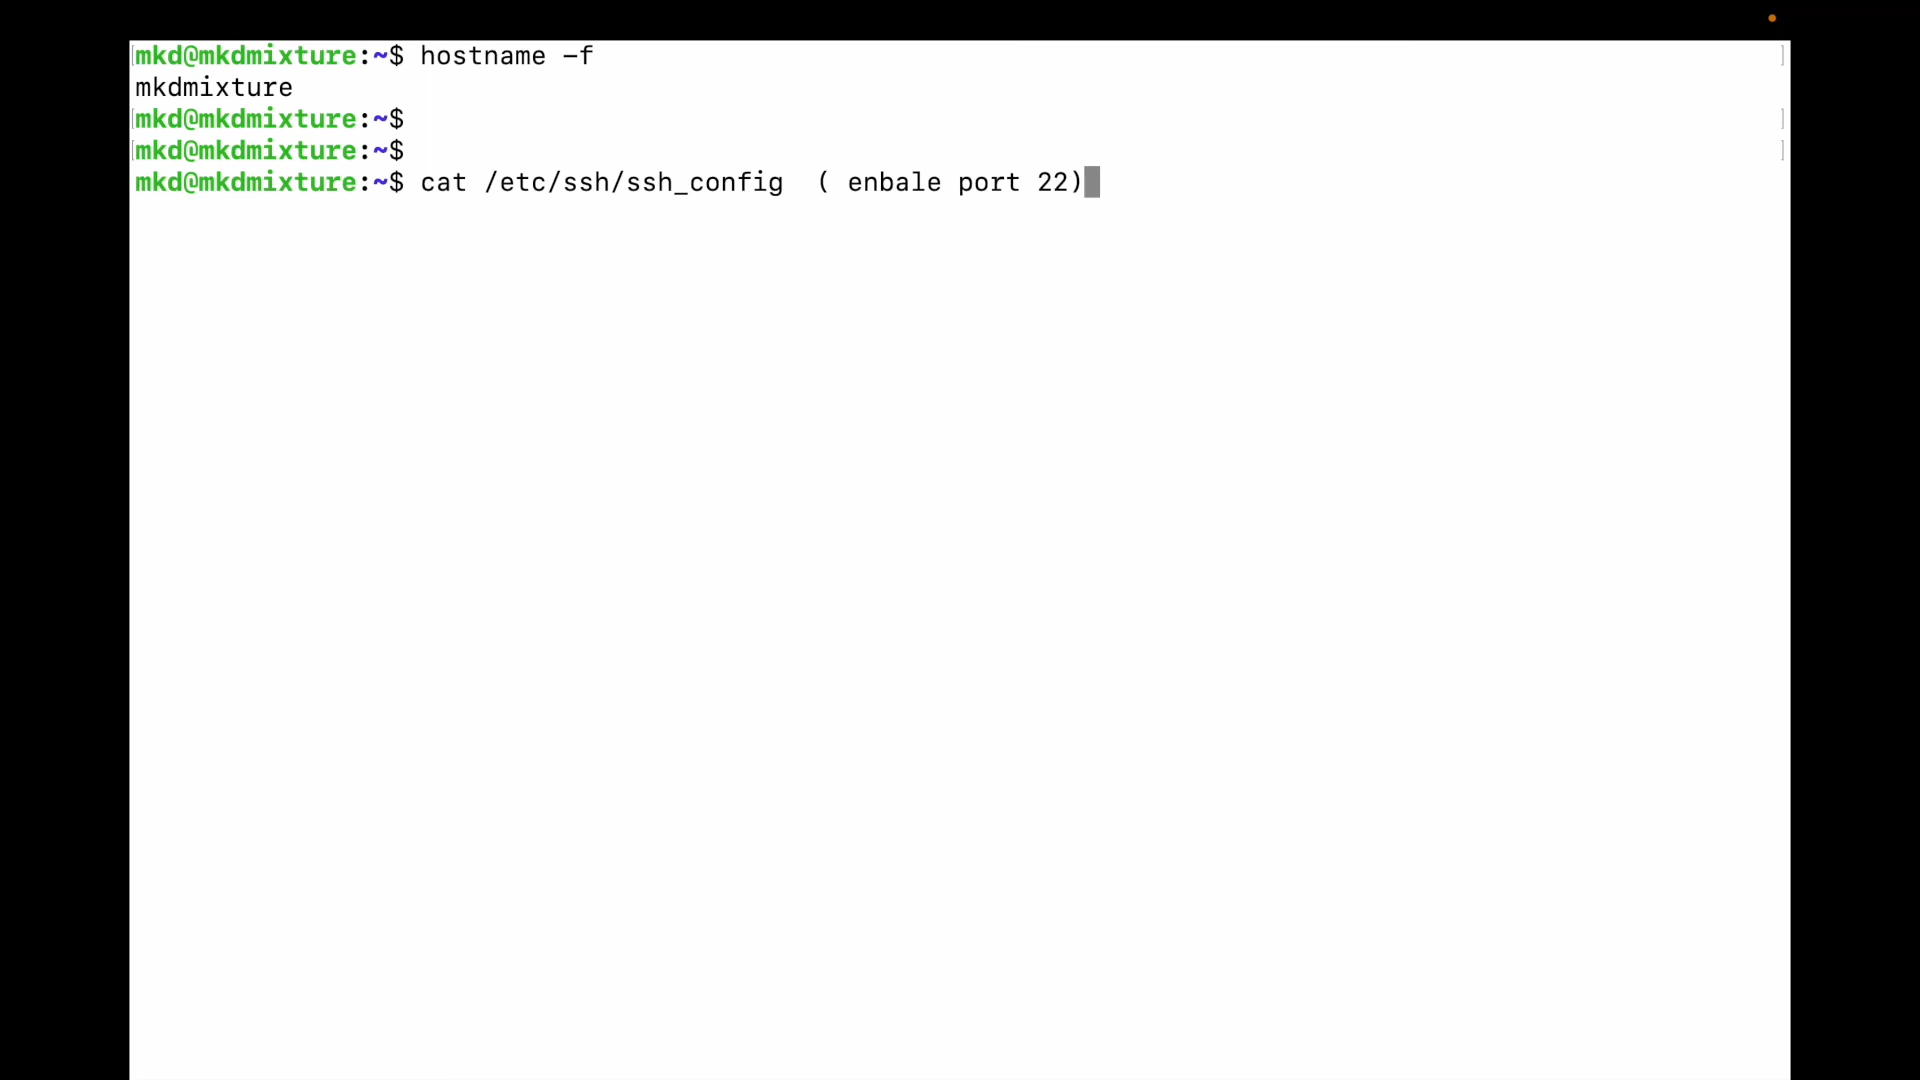 mkd@mkdmixture:~$ hostname -f
mkdmixture
mkd@mkdmixture:~$
mkd@mkdmixture:~$
mkd@mkdmixture:~$ cat /etc/ssh/ssh_config  ( enbale port 22)